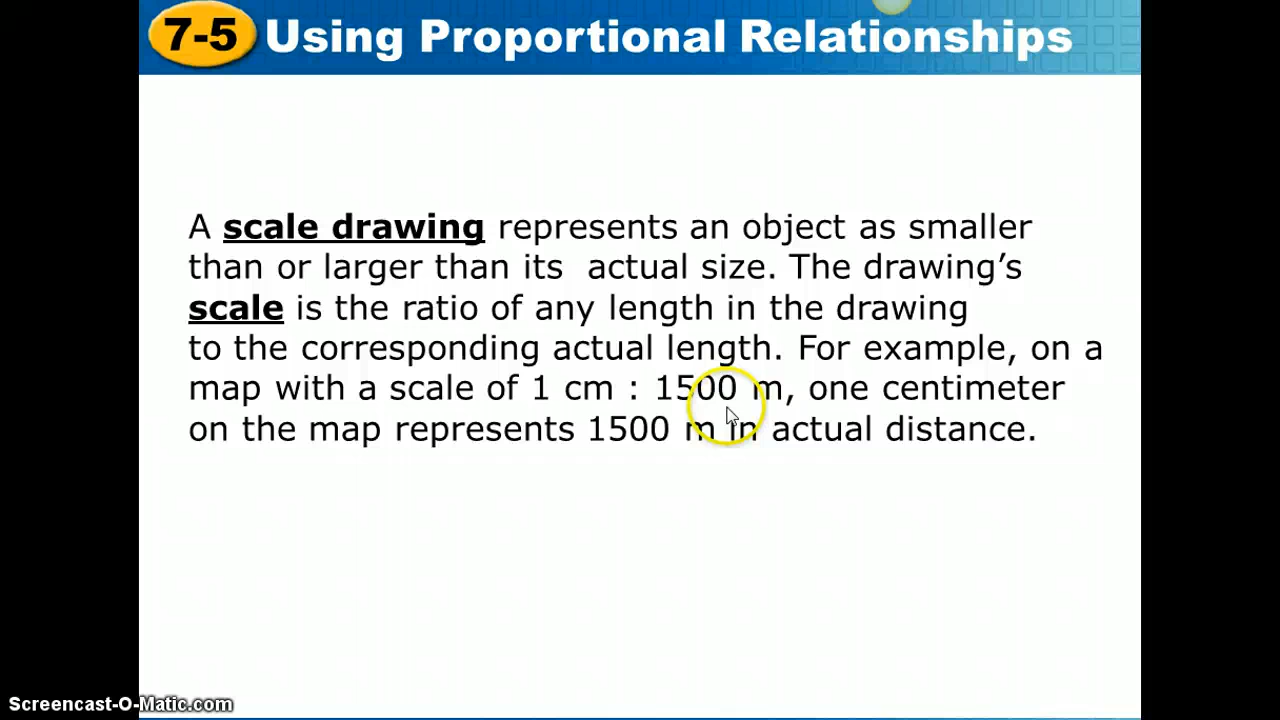 7-5 Using Proportional Relationships
A scale drawing represents an object as smaller
than or larger than its actual size. The drawing's
scale is the ratio of any length in the drawing
to the corresponding actual length. For example, on a
map with a scale of 1 cm : 1500 m, one centimeter
on the map represents 1500 m in actual distance.
Screencast-O-Matic.com